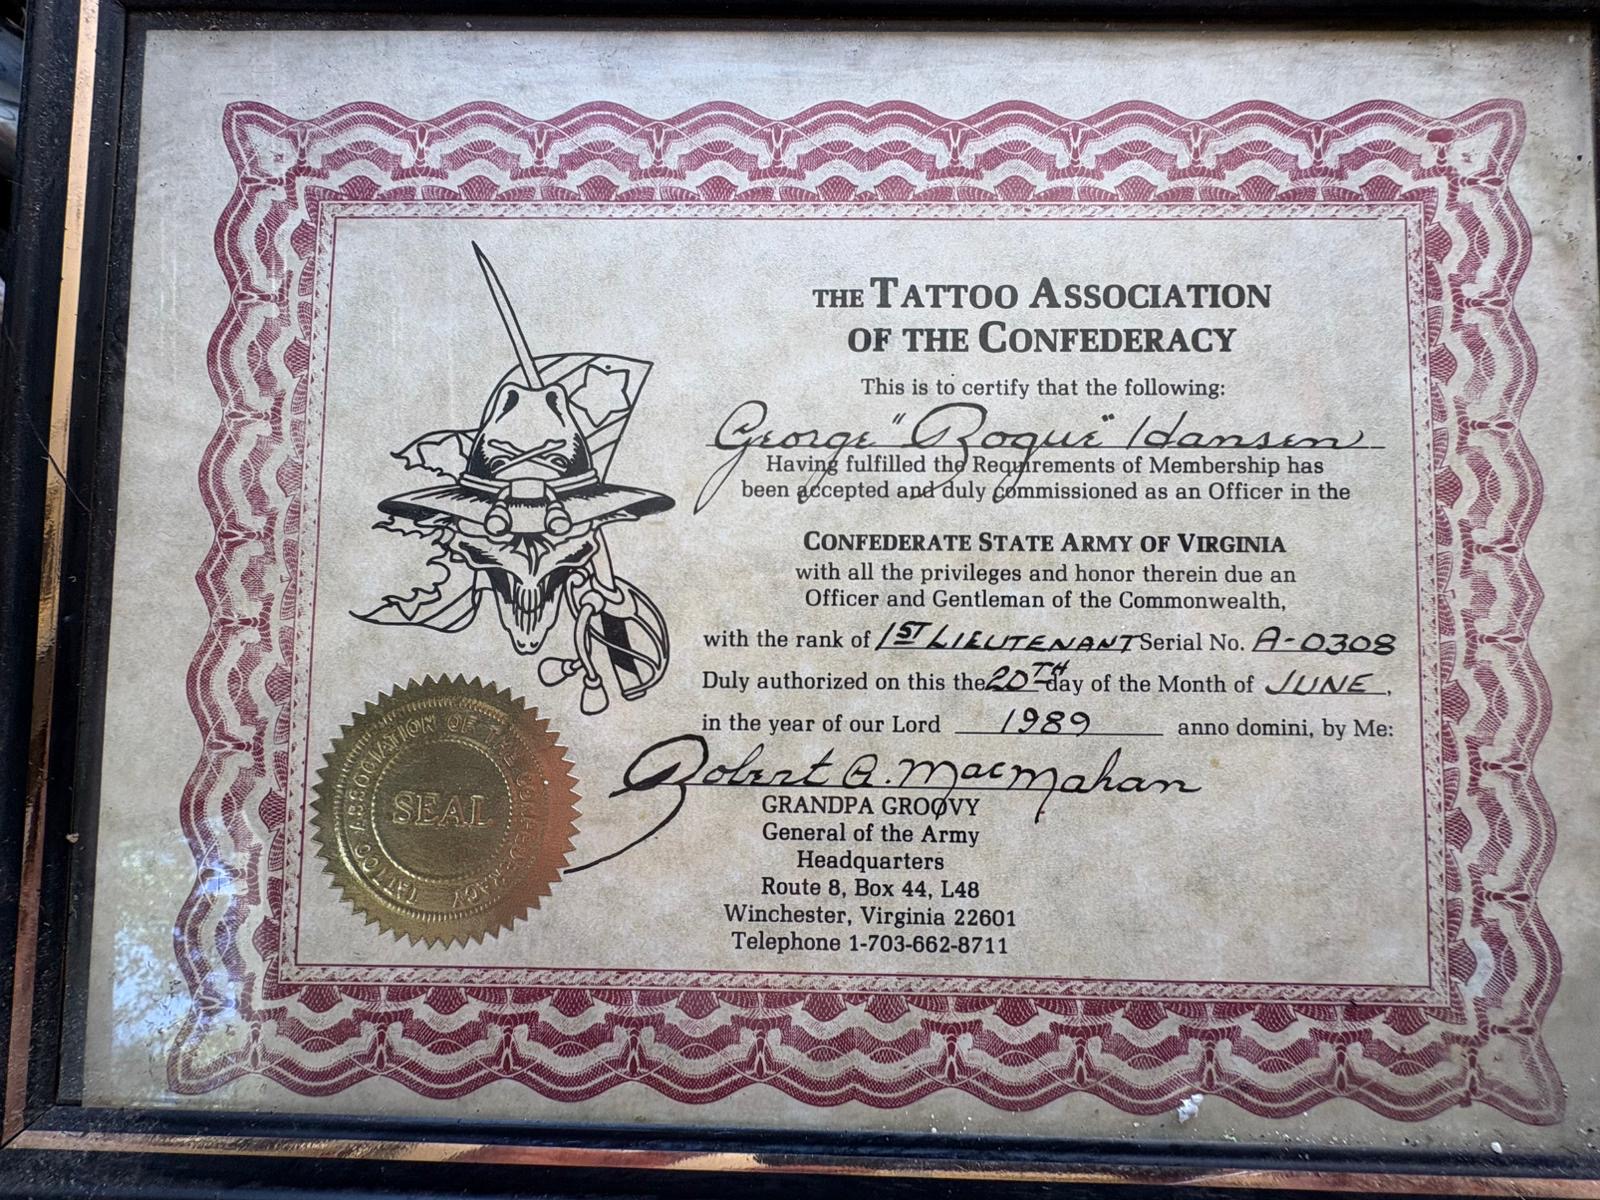 THE TATTOO ASSOCIATION
OF THE CONFEDERACY
This is to certify that the following:
George "Bogue" Hansen
Having fulfilled the Requirements of Membership has
been accepted and duly commissioned as an Officer in the
CONFEDERATE STATE ARMY OF VIRGINIA
with all the privileges and honor therein due an
Officer and Gentleman of the Commonwealth,
with the rank of 1ST LIEUTENANT Serial No. A-0308
Duly authorized on this the 20TH day of the Month of JUNE,
in the year of our Lord 1989 anno domini, by Me:
Robert A. MacMahan
GRANDPA GROOVY
General of the Army
Headquarters
Route 8, Box 44, L48
Winchester, Virginia 22601
Telephone 1-703-662-8711
TATTOO ASSOCIATION OF THE CONFEDERACY
SEAL